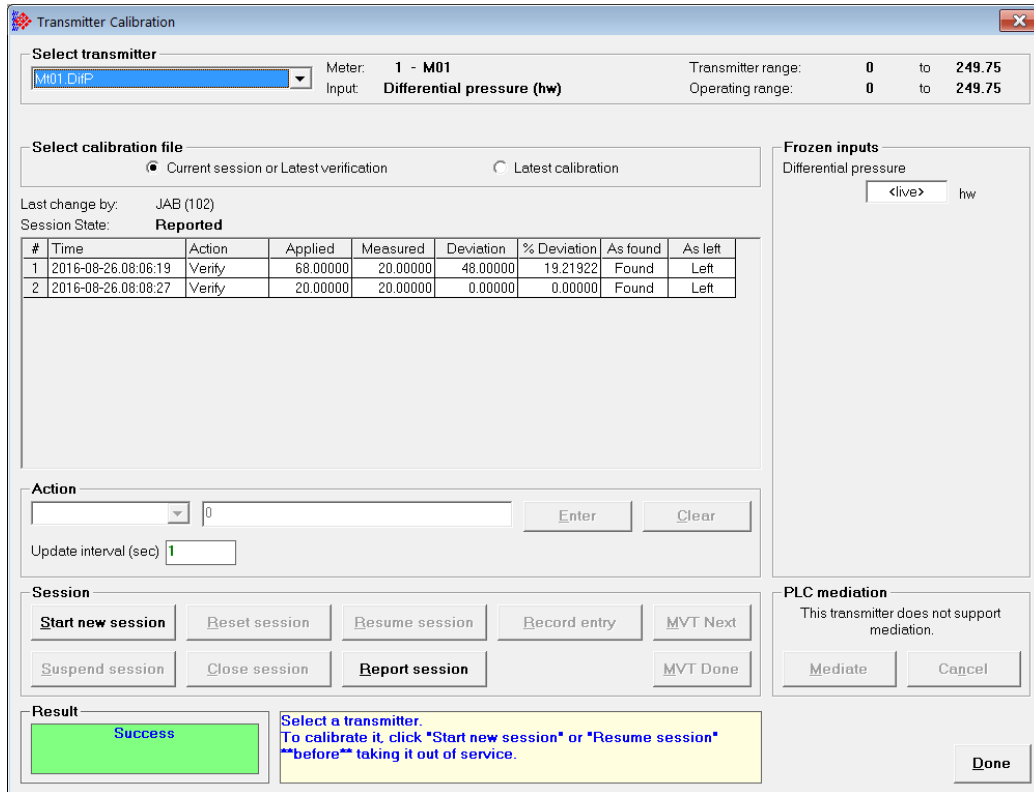 Transmitter Calibration
Select transmitter
Mt01.DifP
Meter: 1 - M01
Input: Differential pressure (hw)
Transmitter range: 0 to 249.75
Operating range: 0 to 249.75
Select calibration file
Current session or Latest verification
Latest calibration
Frozen inputs
Differential pressure
<live> hw
Last change by: JAB (102)
Session State: Reported
# Time Action Applied Measured Deviation % Deviation As found As left
1 2016-08-26.08:06:19 Verify 68.00000 20.00000 48.00000 19.21922 Found Left
2 2016-08-26.08:08:27 Verify 20.00000 20.00000 0.00000 0.00000 Found Left
Action
0
Enter
Clear
Update interval (sec) 1
Session
Start new session
Reset session
Resume session
Record entry
MVT Next
Suspend session
Close session
Report session
MVT Done
PLC mediation
This transmitter does not support
mediation.
Mediate
Cancel
Result
Success
Select a transmitter.
To calibrate it, click "Start new session" or "Resume session"
**before** taking it out of service.
Done